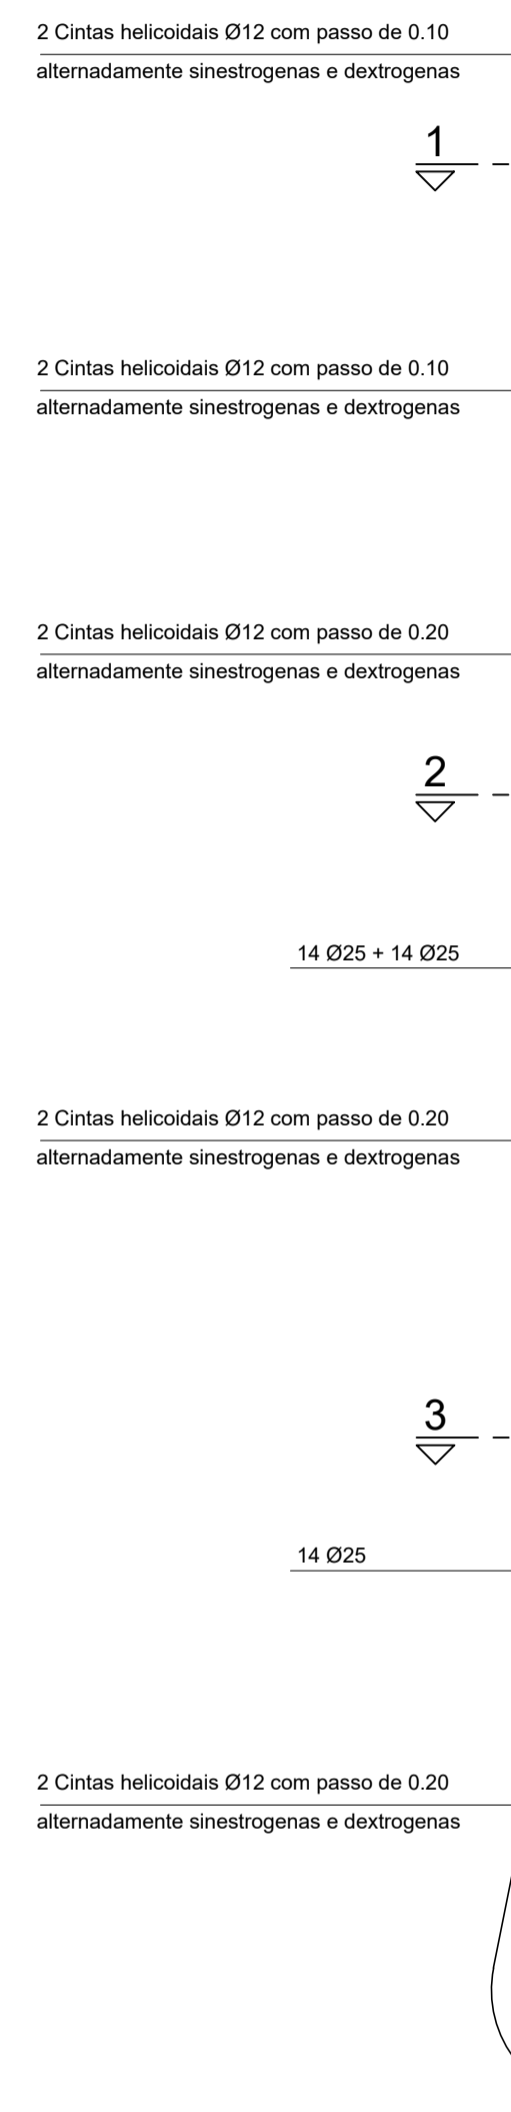 2 Cintas helicoidais Ø12 com passo de 0.10
alternadamente sinestrogenas e dextrogenas
1
2 Cintas helicoidais Ø12 com passo de 0.10
alternadamente sinestrogenas e dextrogenas
2 Cintas helicoidais Ø12 com passo de 0.20
alternadamente sinestrogenas e dextrogenas
2
14 Ø25 + 14 Ø25
2 Cintas helicoidais Ø12 com passo de 0.20
alternadamente sinestrogenas e dextrogenas
3
14 Ø25
2 Cintas helicoidais Ø12 com passo de 0.20
alternadamente sinestrogenas e dextrogenas